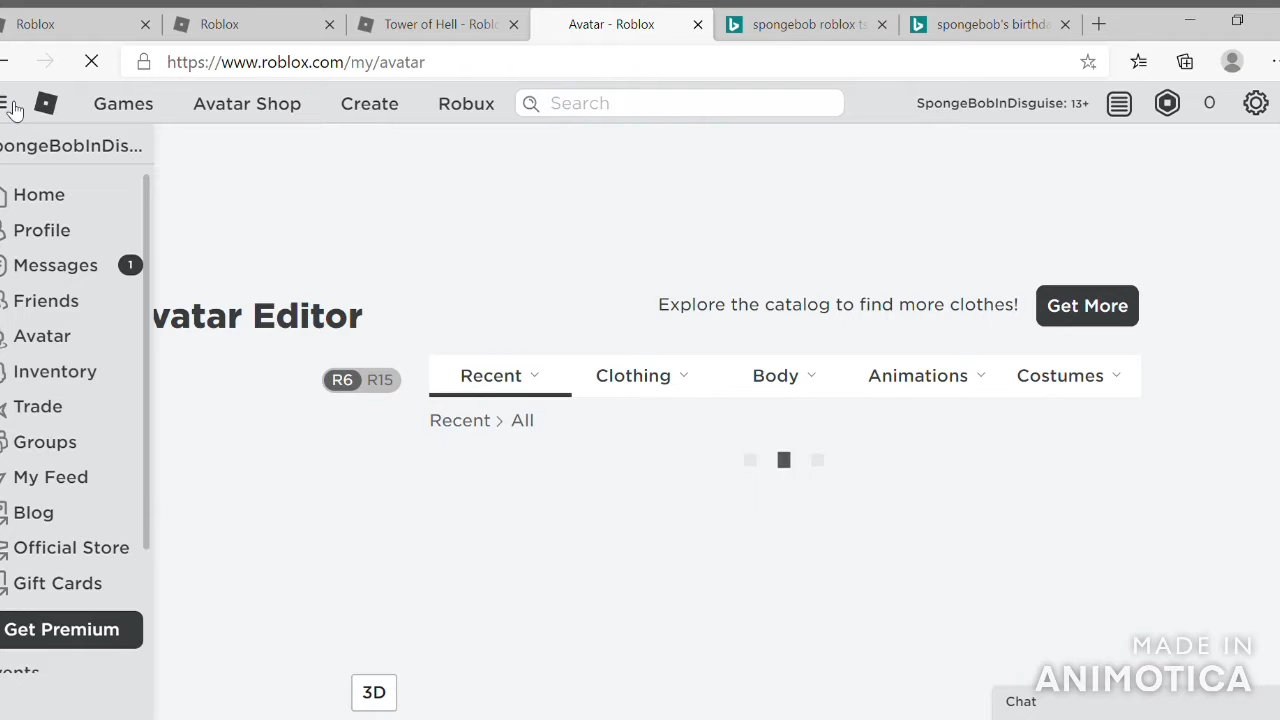 Roblox
Roblox
Tower of Hell - Roblo
Avatar - Roblox
spongebob roblox ts
spongebob's birthda
https://www.roblox.com/my/avatar
Games
Avatar Shop
Create
Robux
Search
SpongeBobInDisguise: 13+
0
pongeBobInDis...
Home
Profile
Messages 1
Friends
Avatar
Inventory
Trade
Groups
My Feed
Blog
Official Store
Gift Cards
Get Premium
vents
vatar Editor
Explore the catalog to find more clothes!
Get More
R6 R15
Recent
Clothing
Body
Animations
Costumes
Recent > All
3D
MADE IN
ANIMOTICA
Chat